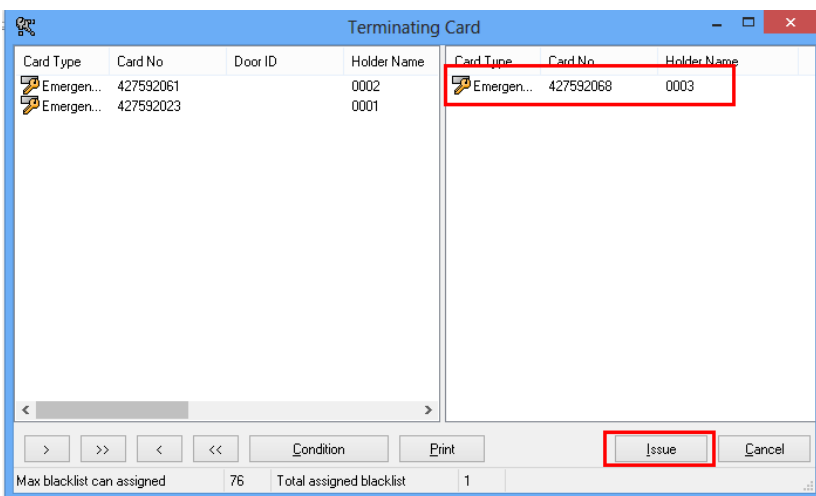 Terminating Card
Card Type Card No Door ID Holder Name Card Type Card No Holder Name
Emergen... 427592061 0002 Emergen... 427592068 0003
Emergen... 427592023 0001
> >> < << Condition Print Issue Cancel
Max blacklist can assigned 76 Total assigned blacklist 1